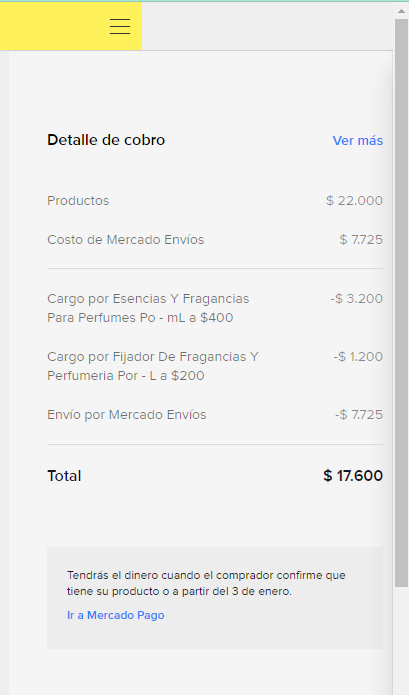 Detalle de cobro Ver más
Productos $ 22.000
Costo de Mercado Envíos $ 7.725
Cargo por Esencias Y Fragancias -$ 3.200
Para Perfumes Po - mL a $400
Cargo por Fijador De Fragancias Y -$ 1.200
Perfumeria Por - L a $200
Envío por Mercado Envíos -$ 7.725
Total $ 17.600
Tendrás el dinero cuando el comprador confirme que
tiene su producto o a partir del 3 de enero.
Ir a Mercado Pago